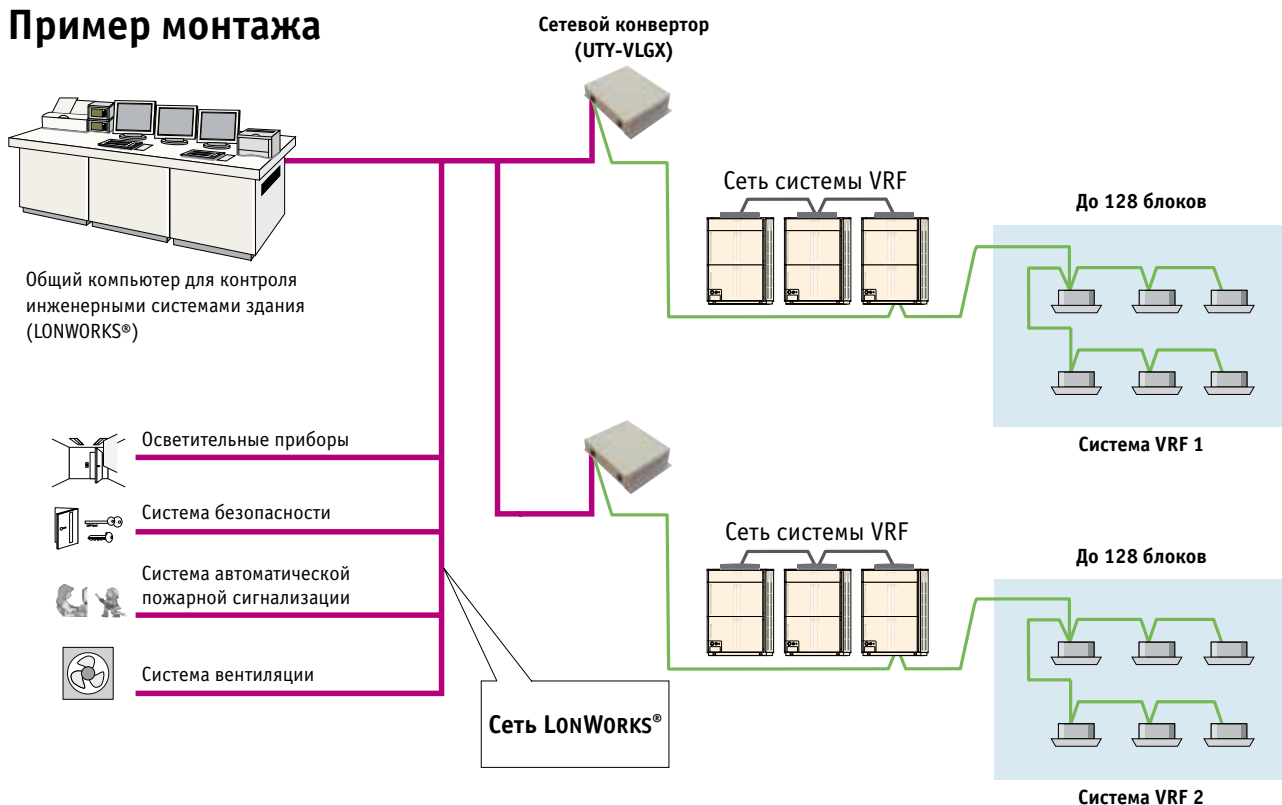 Пример монтажа
Сетевой конвертор
(UTY-VLGX)
Общий компьютер для контроля
инженерными системами здания
(LONWORKS®)
Сеть системы VRF
До 128 блоков
Система VRF 1
Осветительные приборы
Система безопасности
Система автоматической
пожарной сигнализации
Система вентиляции
Сеть LONWORKS®
Сеть системы VRF
До 128 блоков
Система VRF 2